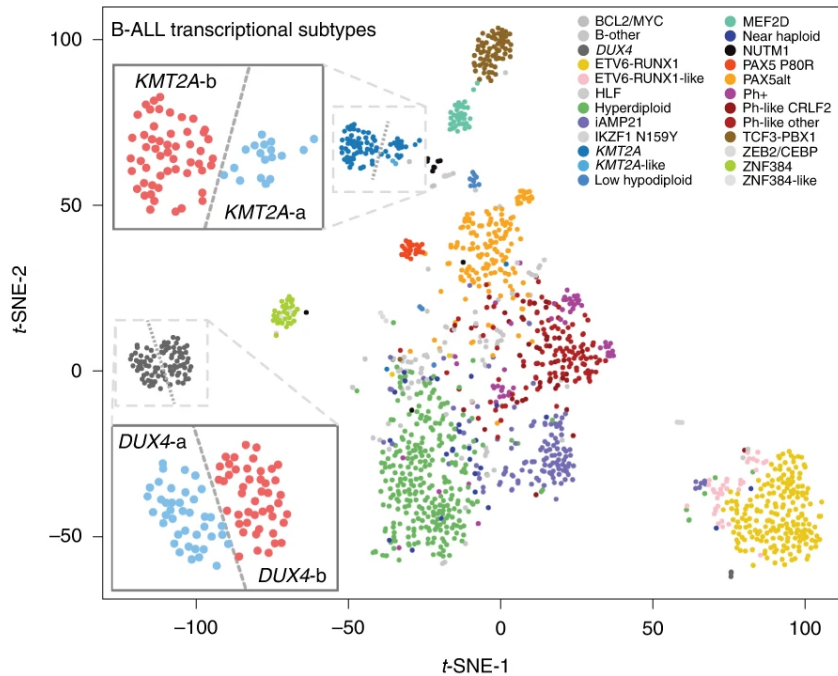 B-ALL transcriptional subtypes
BCL2/MYC
B-other
DUX4
ETV6-RUNX1
ETV6-RUNX1-like
HLF
Hyperdiploid
iAMP21
IKZF1 N159Y
KMT2A
KMT2A-like
Low hypodiploid
MEF2D
Near haploid
NUTM1
PAX5 P80R
PAX5alt
Ph+
Ph-like CRLF2
Ph-like other
TCF3-PBX1
ZEB2/CEBP
ZNF384
ZNF384-like
KMT2A-b
KMT2A-a
DUX4-a
DUX4-b
100
50
0
–50
t-SNE-2
–100
–50
0
50
100
t-SNE-1